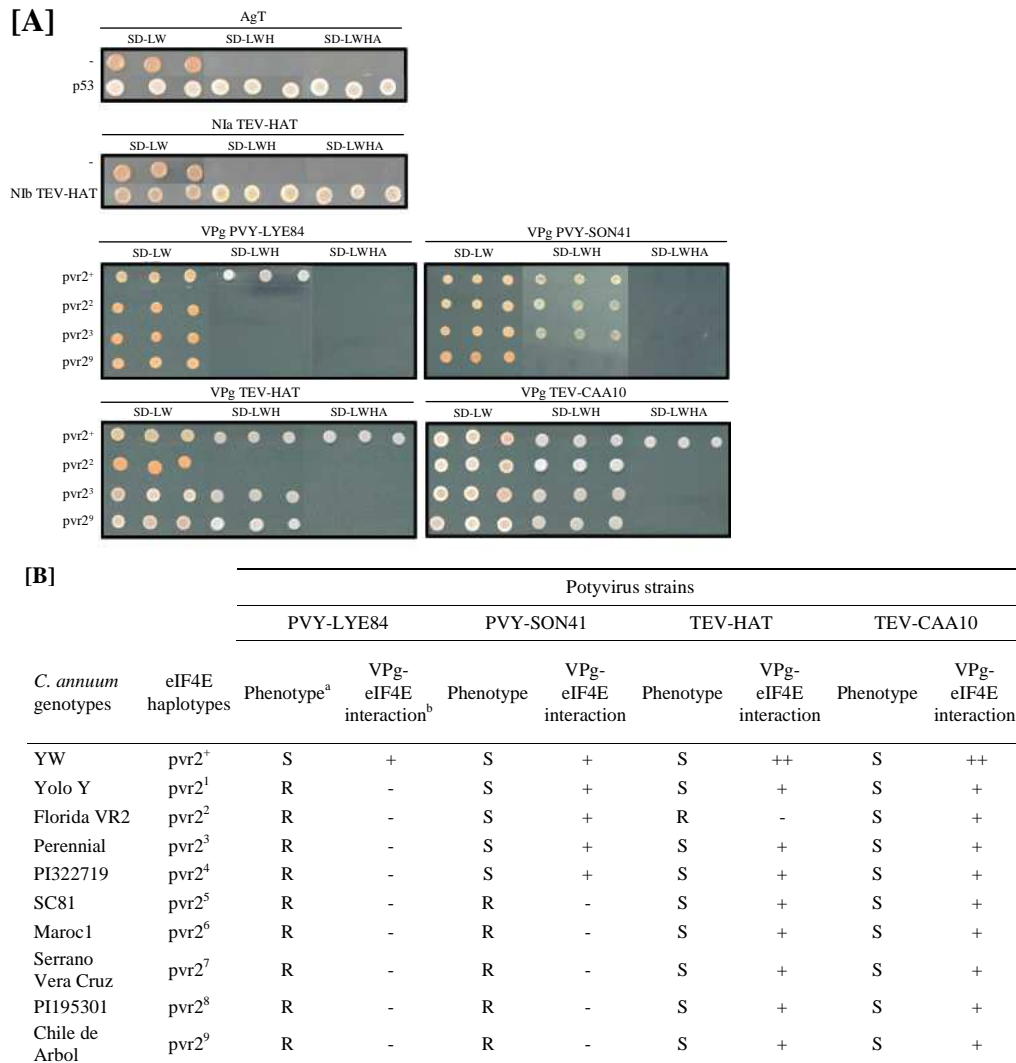 [A]
AgT
SD-LW SD-LWH SD-LWHA
-
p53
NIa TEV-HAT
SD-LW SD-LWH SD-LWHA
-
NIb TEV-HAT
VPg PVY-LYE84
SD-LW SD-LWH SD-LWHA
pvr2⁺
pvr2²
pvr2³
pvr2⁹
VPg PVY-SON41
SD-LW SD-LWH SD-LWHA
VPg TEV-HAT
SD-LW SD-LWH SD-LWHA
pvr2⁺
pvr2²
pvr2³
pvr2⁹
VPg TEV-CAA10
SD-LW SD-LWH SD-LWHA
[B]
Potyvirus strains
PVY-LYE84 PVY-SON41 TEV-HAT TEV-CAA10
C. annuum genotypes eIF4E haplotypes Phenotypeᵃ VPg-eIF4E interactionᵇ Phenotype VPg-eIF4E interaction Phenotype VPg-eIF4E interaction Phenotype VPg-eIF4E interaction
YW pvr2⁺ S + S + S ++ S ++
Yolo Y pvr2¹ R - S + S + S +
Florida VR2 pvr2² R - S + R - S +
Perennial pvr2³ R - S + S + S +
PI322719 pvr2⁴ R - S + S + S +
SC81 pvr2⁵ R - R - S + S +
Maroc1 pvr2⁶ R - R - S + S +
Serrano Vera Cruz pvr2⁷ R - R - S + S +
PI195301 pvr2⁸ R - R - S + S +
Chile de Arbol pvr2⁹ R - R - S + S +